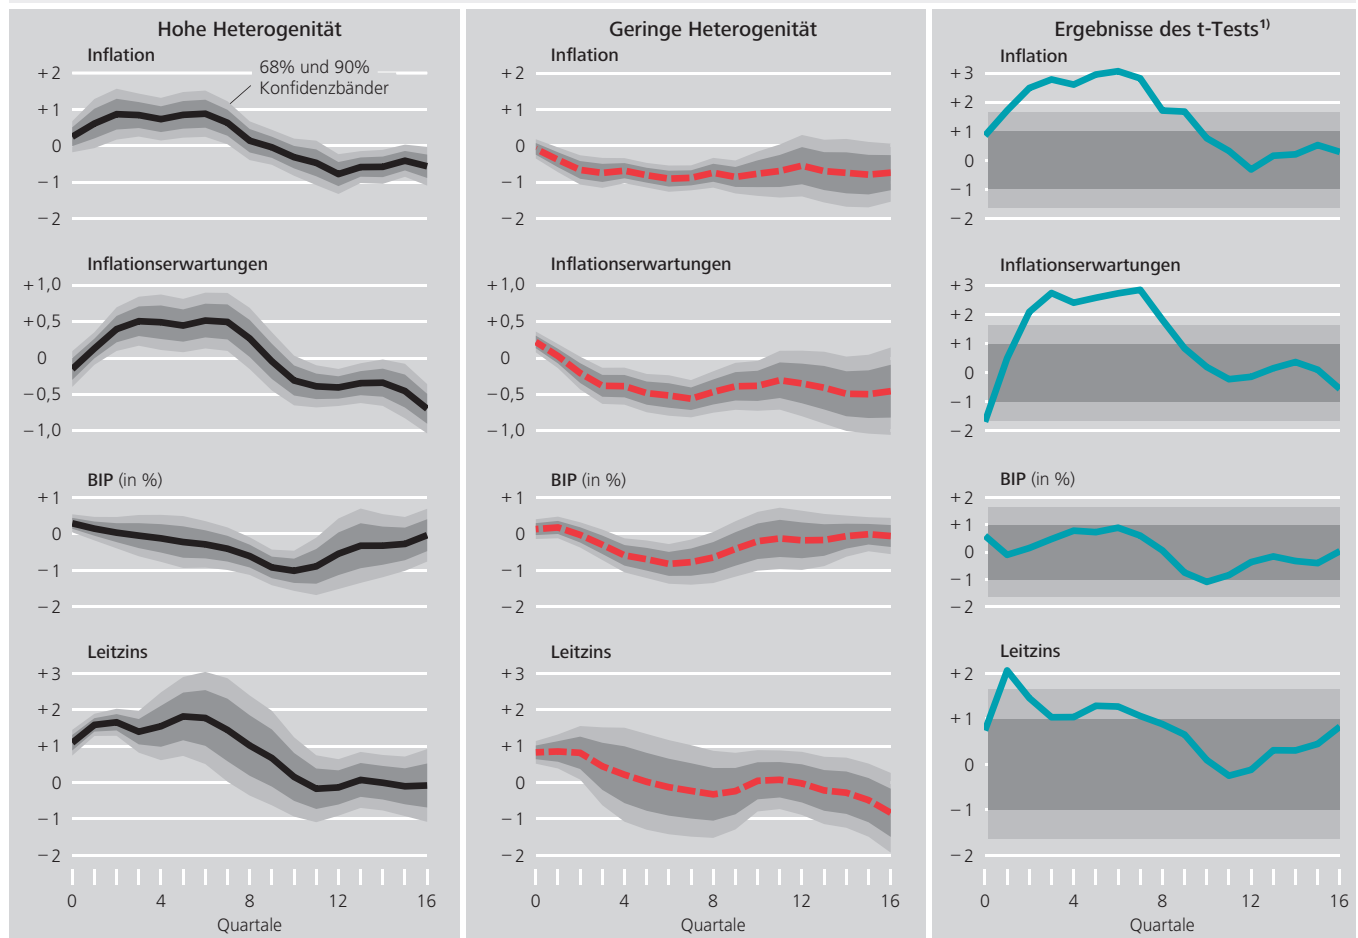 Hohe Heterogenität
Inflation
68% und 90%
Konfidenzbänder
+2
+1
0
−1
−2
Inflationserwartungen
+1,0
+0,5
0
−0,5
−1,0
BIP (in %)
+1
0
−1
−2
Leitzins
+3
+2
+1
0
−1
−2
0 4 8 12 16
Quartale
Geringe Heterogenität
Inflation
+2
+1
0
−1
−2
Inflationserwartungen
+1,0
+0,5
0
−0,5
−1,0
BIP (in %)
+1
0
−1
−2
Leitzins
+3
+2
+1
0
−1
−2
0 4 8 12 16
Quartale
Ergebnisse des t-Tests¹⁾
Inflation
+3
+2
+1
0
−1
−2
Inflationserwartungen
+3
+2
+1
0
−1
−2
BIP (in %)
+2
+1
0
−1
−2
Leitzins
+2
+1
0
−1
−2
0 4 8 12 16
Quartale